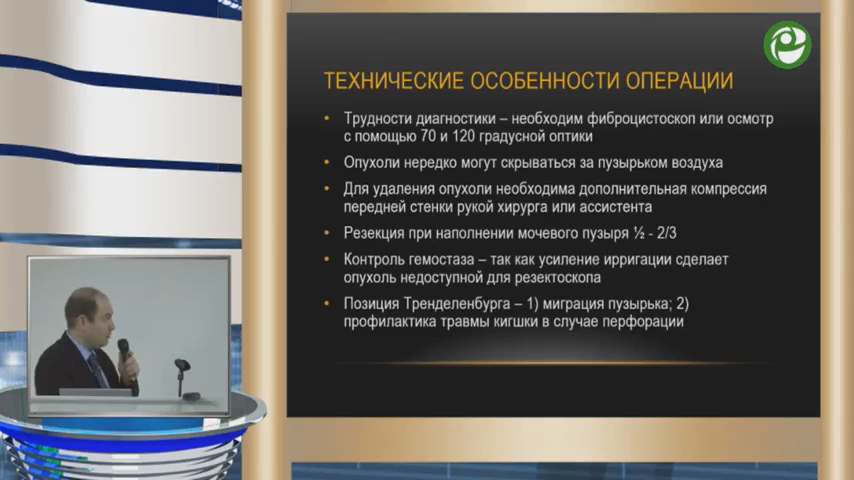 ТЕХНИЧЕСКИЕ ОСОБЕННОСТИ ОПЕРАЦИИ
• Трудности диагностики – необходим фиброцистоскоп или осмотр
с помощью 70 и 120 градусной оптики
• Опухоли нередко могут скрываться за пузырьком воздуха
• Для удаления опухоли необходима дополнительная компрессия
передней стенки рукой хирурга или ассистента
• Резекция при наполнении мочевого пузыря ½ - 2/3
• Контроль гемостаза – так как усиление ирригации сделает
опухоль недоступной для резектоскопа
• Позиция Тренделенбурга – 1) миграция пузырька; 2)
профилактика травмы кигшки в случае перфорации